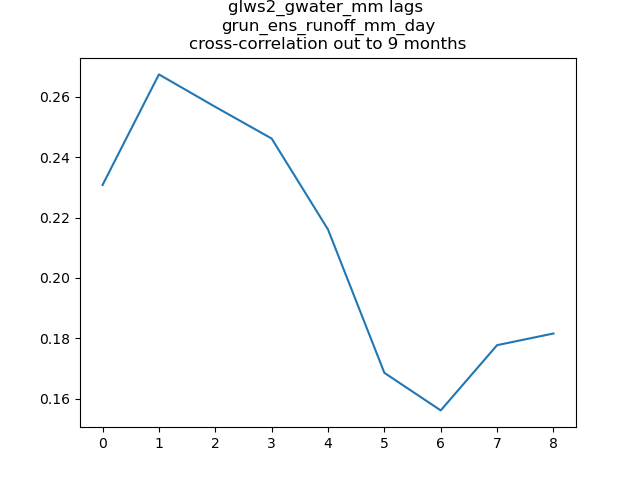 glws2_gwater_mm lags
grun_ens_runoff_mm_day
cross-correlation out to 9 months
0.26
0.24
0.22
0.20
0.18
0.16
0 1 2 3 4 5 6 7 8